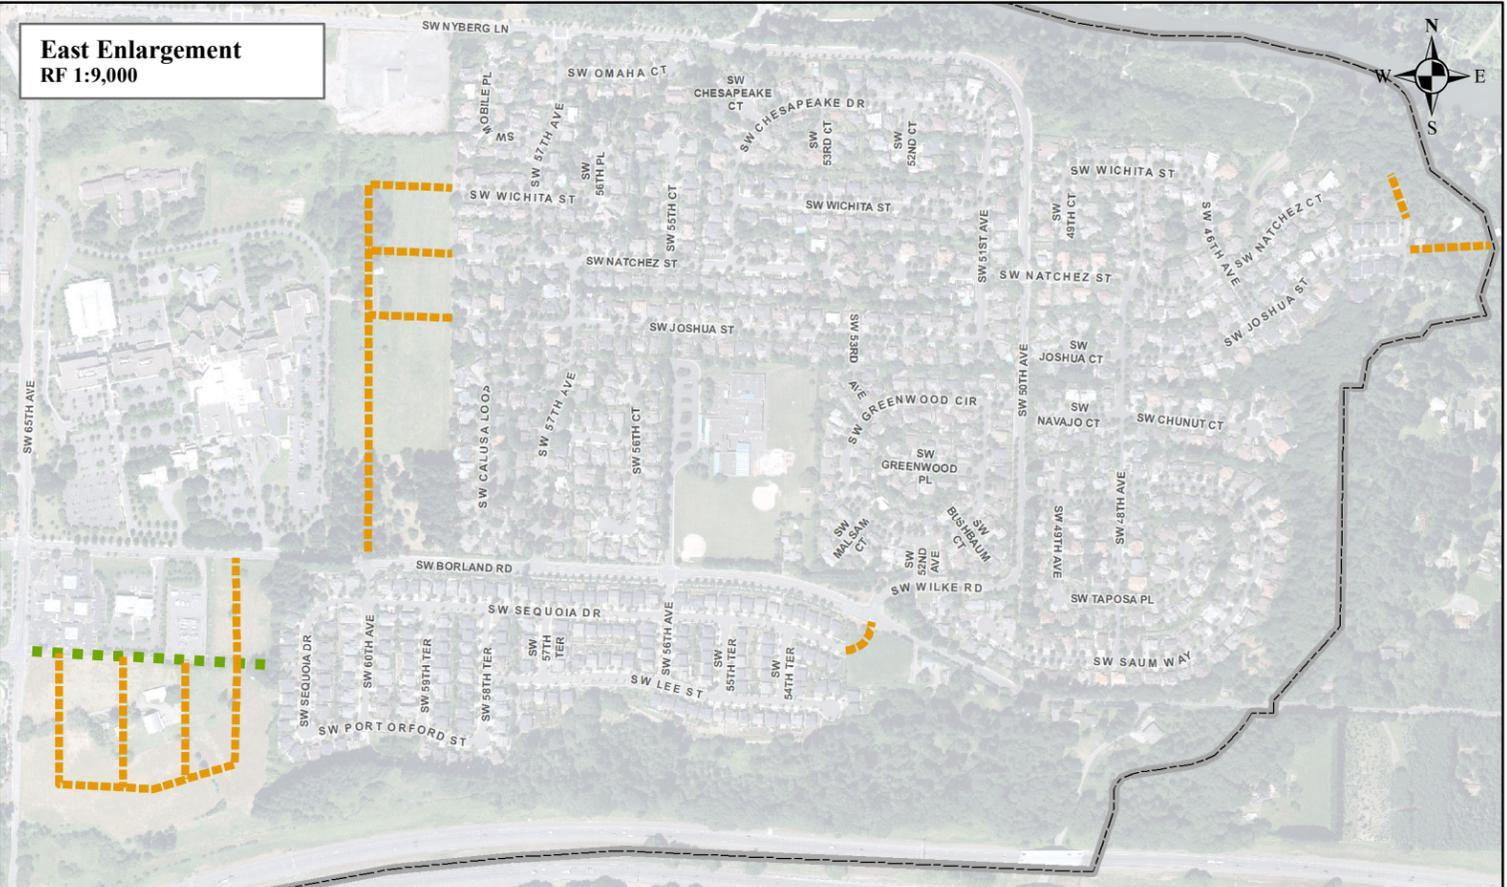 East Enlargement
RF 1:9,000
N
W
E
S
SW NYBERG LN
SW OMAHA CT
SW
CHESAPEAKE
CT
SW CHESAPEAKE DR
SW
MOBILE PL
SW 57TH AVE
SW
56TH PL
SW
53RD CT
SW
52ND CT
SW WICHITA ST
SW WICHITA ST
SW WICHITA ST
SW 55TH CT
SW 51ST AVE
SW
49TH CT
SW 46TH AVE
SW NATCHEZ CT
SW NATCHEZ ST
SW NATCHEZ ST
SW JOSHUA ST
SW JOSHUA ST
SW 53RD
AVE
SW
JOSHUA CT
SW 65TH AVE
SW CALUSA LOOP
SW 57TH AVE
SW 56TH CT
SW GREENWOOD CIR
SW 50TH AVE
SW
NAVAJO CT
SW CHUNUT CT
SW
GREENWOOD
PL
SW
MALSAM
CT
SW
BUSHBAUM
CT
SW
52ND
AVE
SW 49TH AVE
SW 48TH AVE
SW BORLAND RD
SW WILKE RD
SW TAPOSA PL
SW SEQUOIA DR
SW SEQUOIA DR
SW 60TH AVE
SW 59TH TER
SW 58TH TER
SW
57TH
TER
SW 56TH AVE
SW
55TH TER
SW
54TH TER
SW SAUM WAY
SW LEE ST
SW PORT ORFORD ST